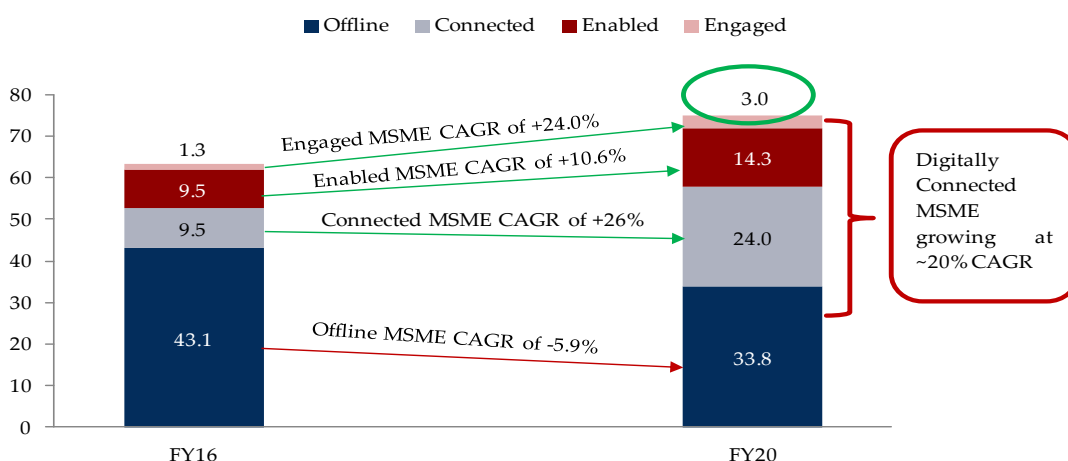 Offline Connected Enabled Engaged
80
70
60
50
40
30
20
10
0
1.3
9.5
9.5
43.1
Engaged MSME CAGR of +24.0%
Enabled MSME CAGR of +10.6%
Connected MSME CAGR of +26%
Offline MSME CAGR of -5.9%
3.0
14.3
24.0
33.8
Digitally
Connected
MSME
growing at
~20% CAGR
FY16 FY20